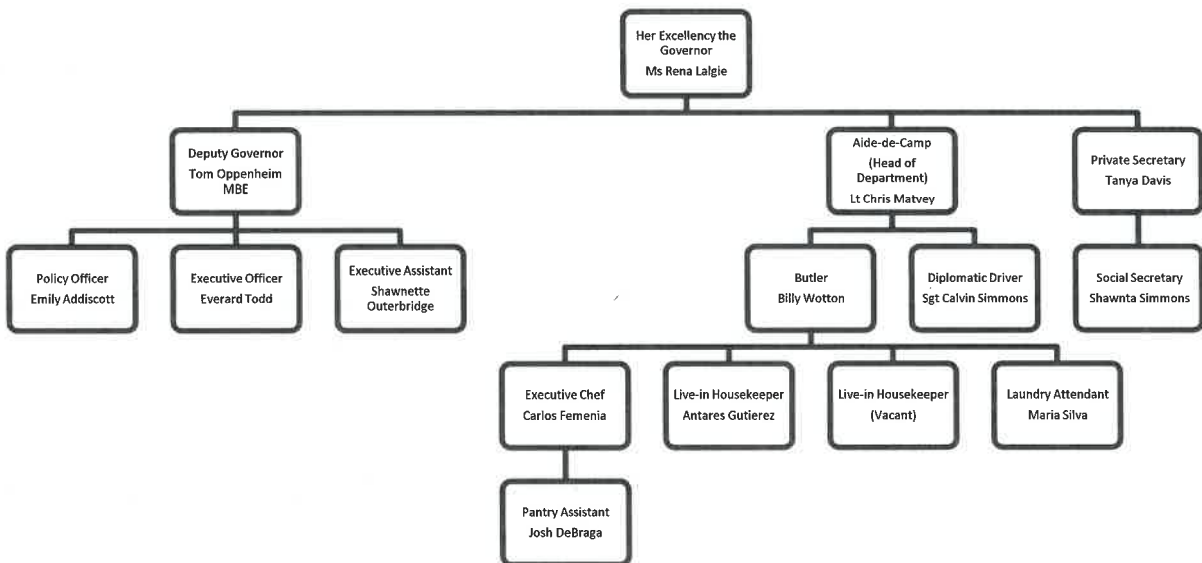 Her Excellency the
Governor
Ms Rena Lalgie
Deputy Governor
Tom Oppenheim
MBE
Aide-de-Camp
(Head of
Department)
Lt Chris Matvey
Private Secretary
Tanya Davis
Policy Officer
Emily Addiscott
Executive Officer
Everard Todd
Executive Assistant
Shawnette
Outerbridge
Butler
Billy Wotton
Diplomatic Driver
Sgt Calvin Simmons
Social Secretary
Shawnta Simmons
Executive Chef
Carlos Femenia
Live-in Housekeeper
Antares Gutierez
Live-in Housekeeper
(Vacant)
Laundry Attendant
Maria Silva
Pantry Assistant
Josh DeBraga